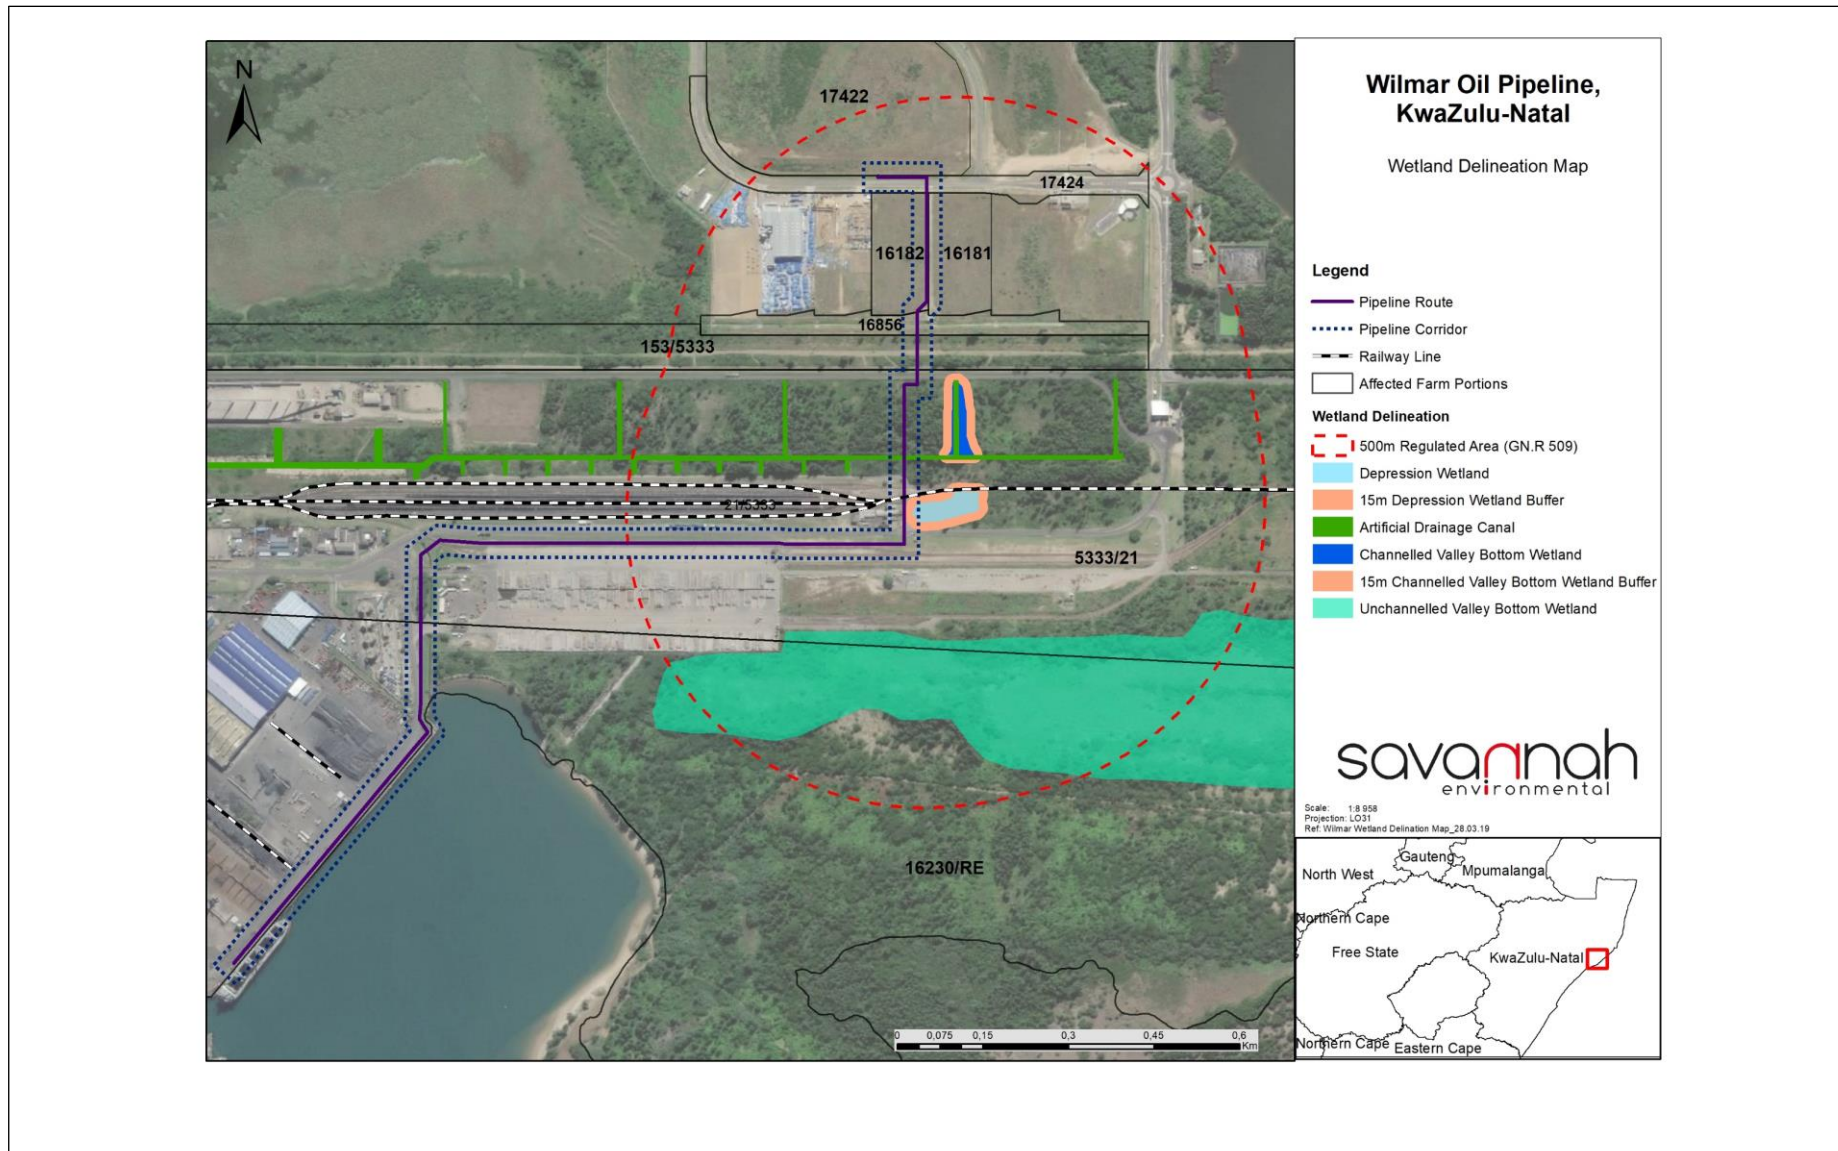 N
17422
17424
16182
16181
16856
153/5333
21/5333
5333/21
16230/RE
0 0,075 0,15 0,3 0,45 0,6
Km
Wilmar Oil Pipeline,
KwaZulu-Natal
Wetland Delineation Map
Legend
Pipeline Route
Pipeline Corridor
Railway Line
Affected Farm Portions
Wetland Delineation
500m Regulated Area (GN.R 509)
Depression Wetland
15m Depression Wetland Buffer
Artificial Drainage Canal
Channelled Valley Bottom Wetland
15m Channelled Valley Bottom Wetland Buffer
Unchannelled Valley Bottom Wetland
savannah
environmental
Scale: 1:8 958
Projection: LO31
Ref: Wilmar Wetland Delination Map_28.03.19
Gauteng
North West
Mpumalanga
Northern Cape
Free State
KwaZulu-Natal
Northern Cape
Eastern Cape